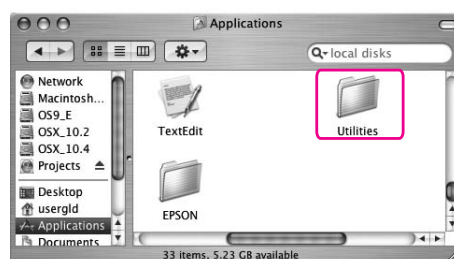 Applications
local disks
Network
Macintosh...
OS9_E
OSX_10.2
OSX_10.4
Projects
Desktop
usergld
Applications
Documents
TextEdit
Utilities
EPSON
33 items, 5.23 GB available